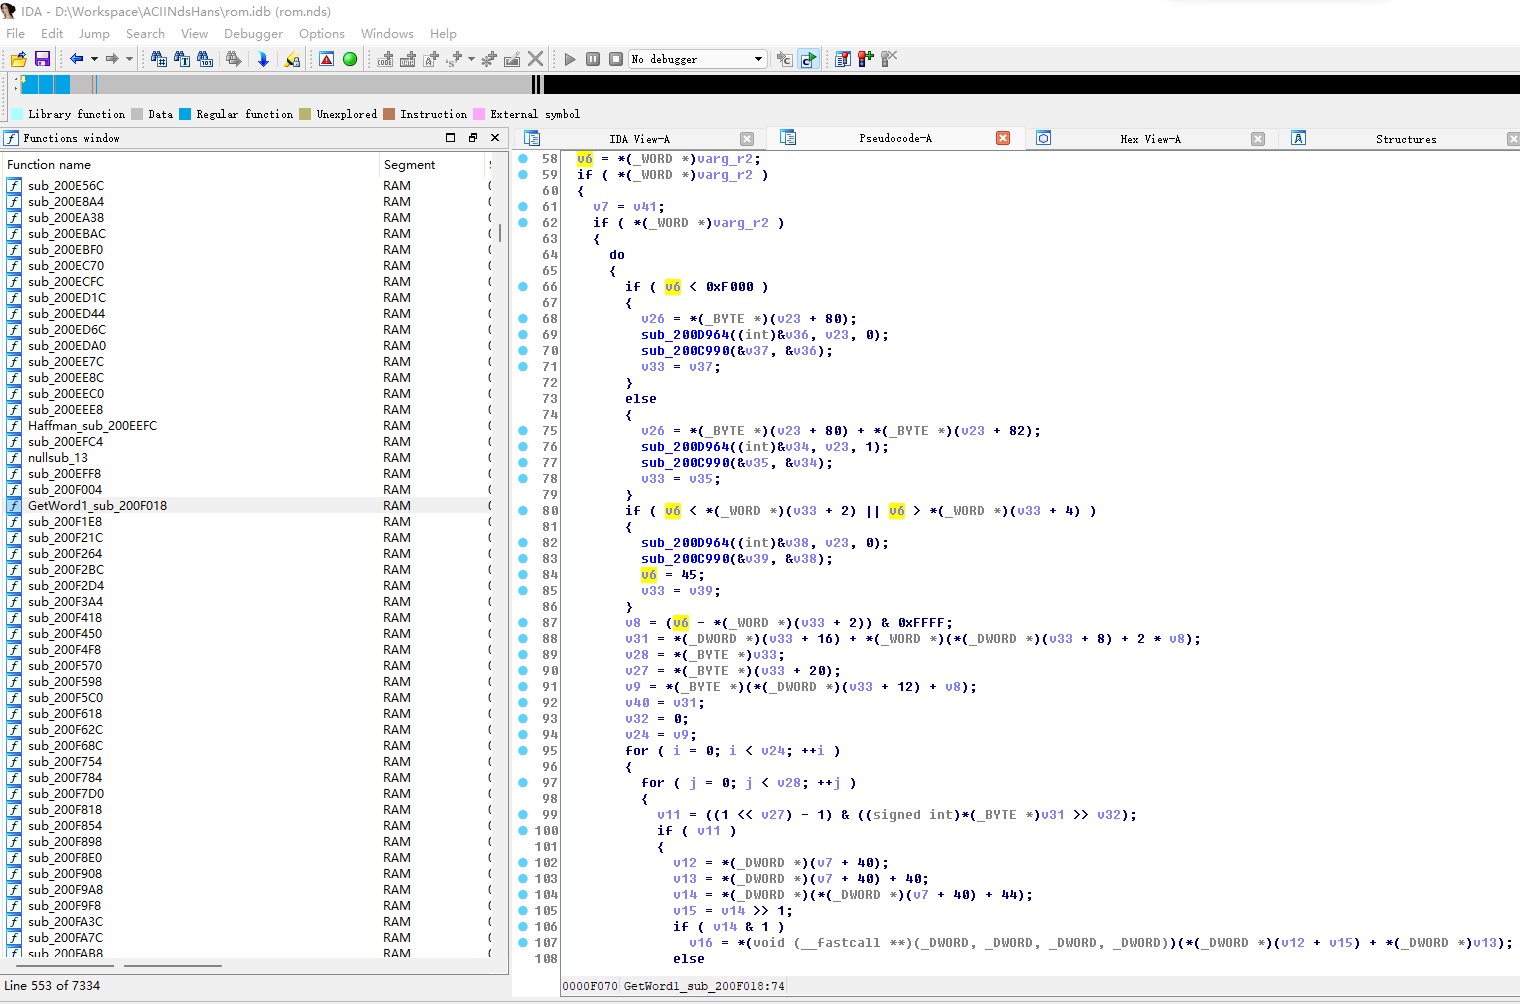 IDA - D:\Workspace\ACIINdsHans\rom.idb (rom.nds)
File Edit Jump Search View Debugger Options Windows Help
No debugger
Library function Data Regular function Unexplored Instruction External symbol
Functions window
IDA View-A Pseudocode-A Hex View-A Structures
Function name Segment
sub_200E56C RAM
sub_200E8A4 RAM
sub_200EA38 RAM
sub_200EBAC RAM
sub_200EBF0 RAM
sub_200EC70 RAM
sub_200ECFC RAM
sub_200ED1C RAM
sub_200ED44 RAM
sub_200ED6C RAM
sub_200EDA0 RAM
sub_200EE7C RAM
sub_200EE8C RAM
sub_200EEC0 RAM
sub_200EEE8 RAM
Haffman_sub_200EEFC RAM
sub_200EFC4 RAM
nullsub_13 RAM
sub_200EFF8 RAM
sub_200F004 RAM
GetWord1_sub_200F018 RAM
sub_200F1E8 RAM
sub_200F21C RAM
sub_200F264 RAM
sub_200F2BC RAM
sub_200F2D4 RAM
sub_200F3A4 RAM
sub_200F418 RAM
sub_200F450 RAM
sub_200F4F8 RAM
sub_200F570 RAM
sub_200F598 RAM
sub_200F5C0 RAM
sub_200F618 RAM
sub_200F62C RAM
sub_200F68C RAM
sub_200F754 RAM
sub_200F784 RAM
sub_200F7D0 RAM
sub_200F818 RAM
sub_200F854 RAM
sub_200F898 RAM
sub_200F8E0 RAM
sub_200F908 RAM
sub_200F9A8 RAM
sub_200F9F8 RAM
sub_200FA3C RAM
sub_200FA7C RAM
sub_200FAB8 RAM
Line 553 of 7334
58 v6 = *(_WORD *)varg_r2;
59 if ( *(_WORD *)varg_r2 )
60 {
61 v7 = v41;
62 if ( *(_WORD *)varg_r2 )
63 {
64 do
65 {
66 if ( v6 < 0xF000 )
67 {
68 v26 = *(_BYTE *)(v23 + 80);
69 sub_200D964((int)&v36, v23, 0);
70 sub_200C990(&v37, &v36);
71 v33 = v37;
72 }
73 else
74 {
75 v26 = *(_BYTE *)(v23 + 80) + *(_BYTE *)(v23 + 82);
76 sub_200D964((int)&v34, v23, 1);
77 sub_200C990(&v35, &v34);
78 v33 = v35;
79 }
80 if ( v6 < *(_WORD *)(v33 + 2) || v6 > *(_WORD *)(v33 + 4) )
81 {
82 sub_200D964((int)&v38, v23, 0);
83 sub_200C990(&v39, &v38);
84 v6 = 45;
85 v33 = v39;
86 }
87 v8 = (v6 - *(_WORD *)(v33 + 2)) & 0xFFFF;
88 v31 = *(_DWORD *)(v33 + 16) + *(_WORD *)(*(_DWORD *)(v33 + 8) + 2 * v8);
89 v28 = *(_BYTE *)v33;
90 v27 = *(_BYTE *)(v33 + 20);
91 v9 = *(_BYTE *)(*(_DWORD *)(v33 + 12) + v8);
92 v40 = v31;
93 v32 = 0;
94 v24 = v9;
95 for ( i = 0; i < v24; ++i )
96 {
97 for ( j = 0; j < v28; ++j )
98 {
99 v11 = ((1 << v27) - 1) & ((signed int)*(_BYTE *)v31 >> v32);
100 if ( v11 )
101 {
102 v12 = *(_DWORD *)(v7 + 40);
103 v13 = *(_DWORD *)(v7 + 40) + 40;
104 v14 = *(_DWORD *)(*(_DWORD *)(v7 + 40) + 44);
105 v15 = v14 >> 1;
106 if ( v14 & 1 )
107 v16 = *(void (__fastcall **)(_DWORD, _DWORD, _DWORD, _DWORD))(*(_DWORD *)(v12 + v15) + *(_DWORD *)v13);
108 else
0000F070 GetWord1_sub_200F018:74